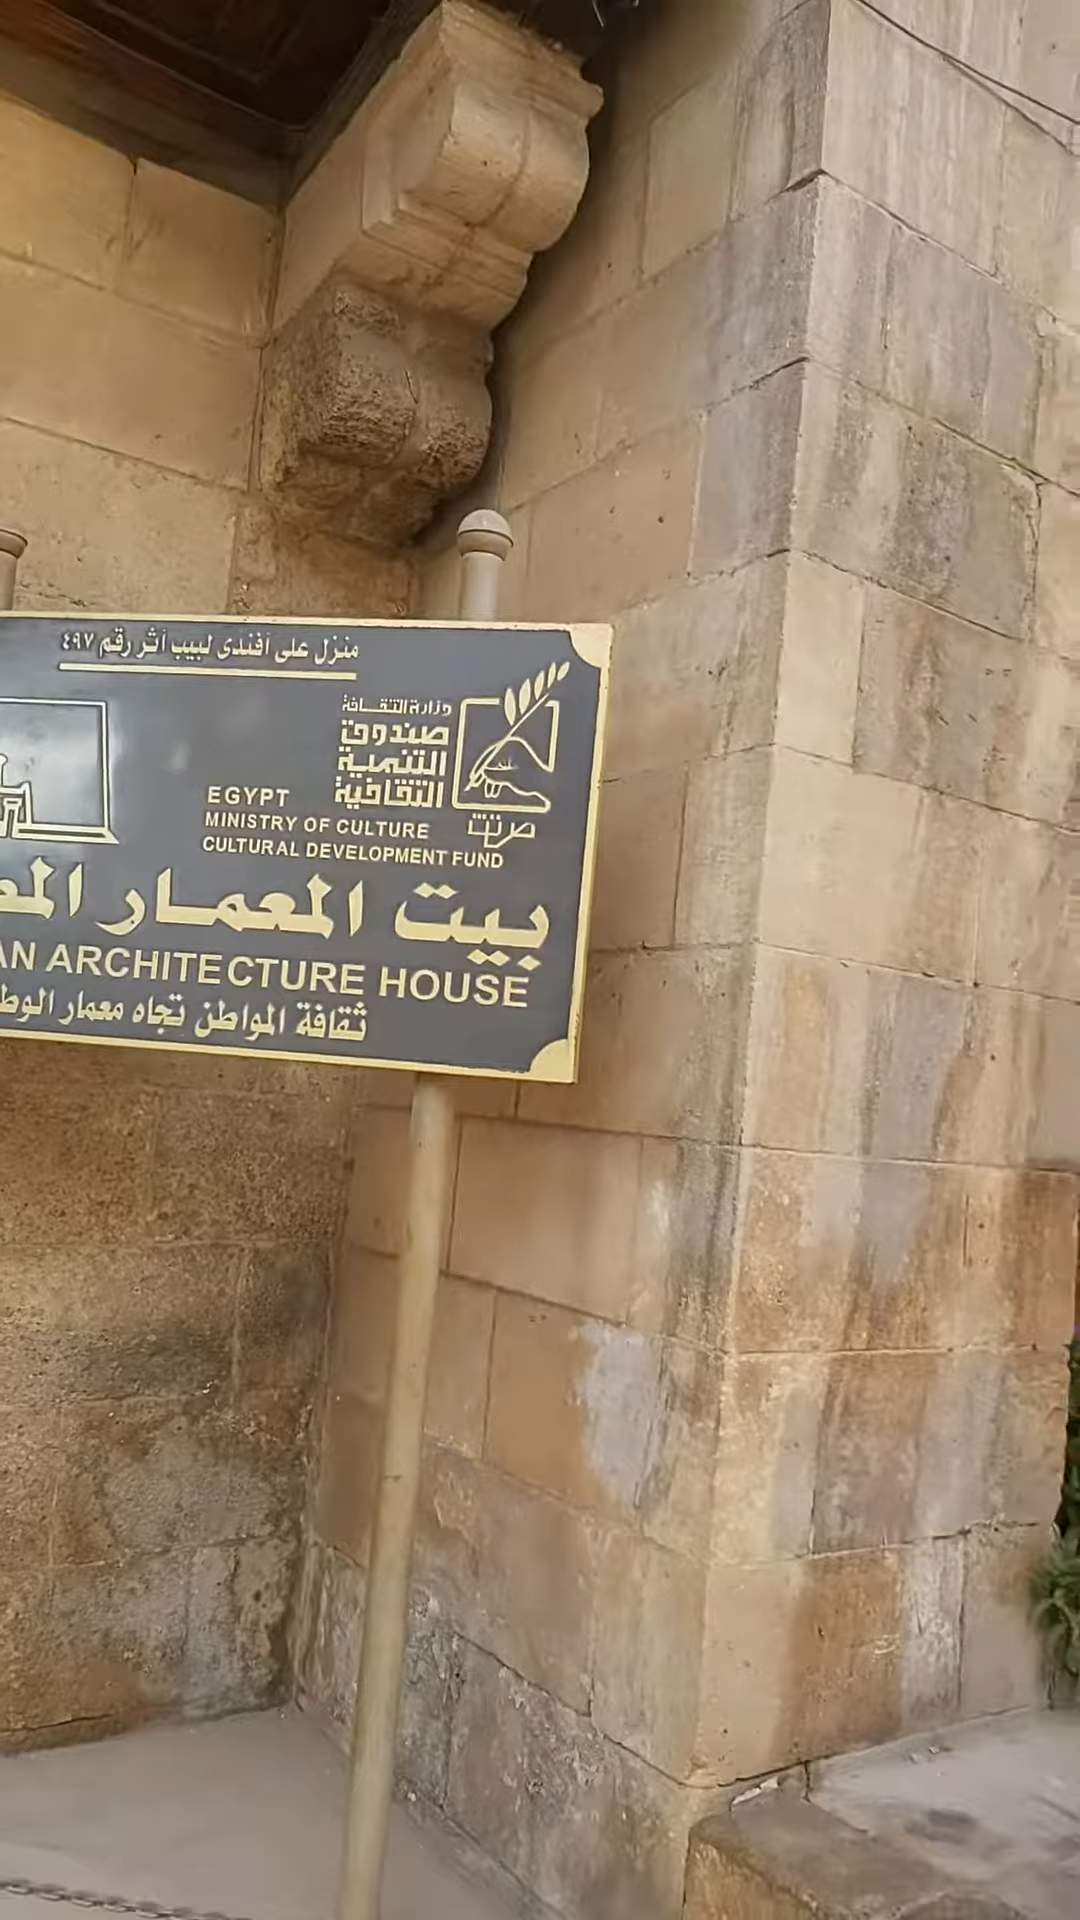 منزل على أفندى لبيب أثر رقم ٤٩٧
وزارة الثقافة
صندوق
التنمية
الثقافية
EGYPT
MINISTRY OF CULTURE
CULTURAL DEVELOPMENT FUND
بيت المعمار
ARCHITECTURE HOUSE
ثقافة المواطن تجاه معمار